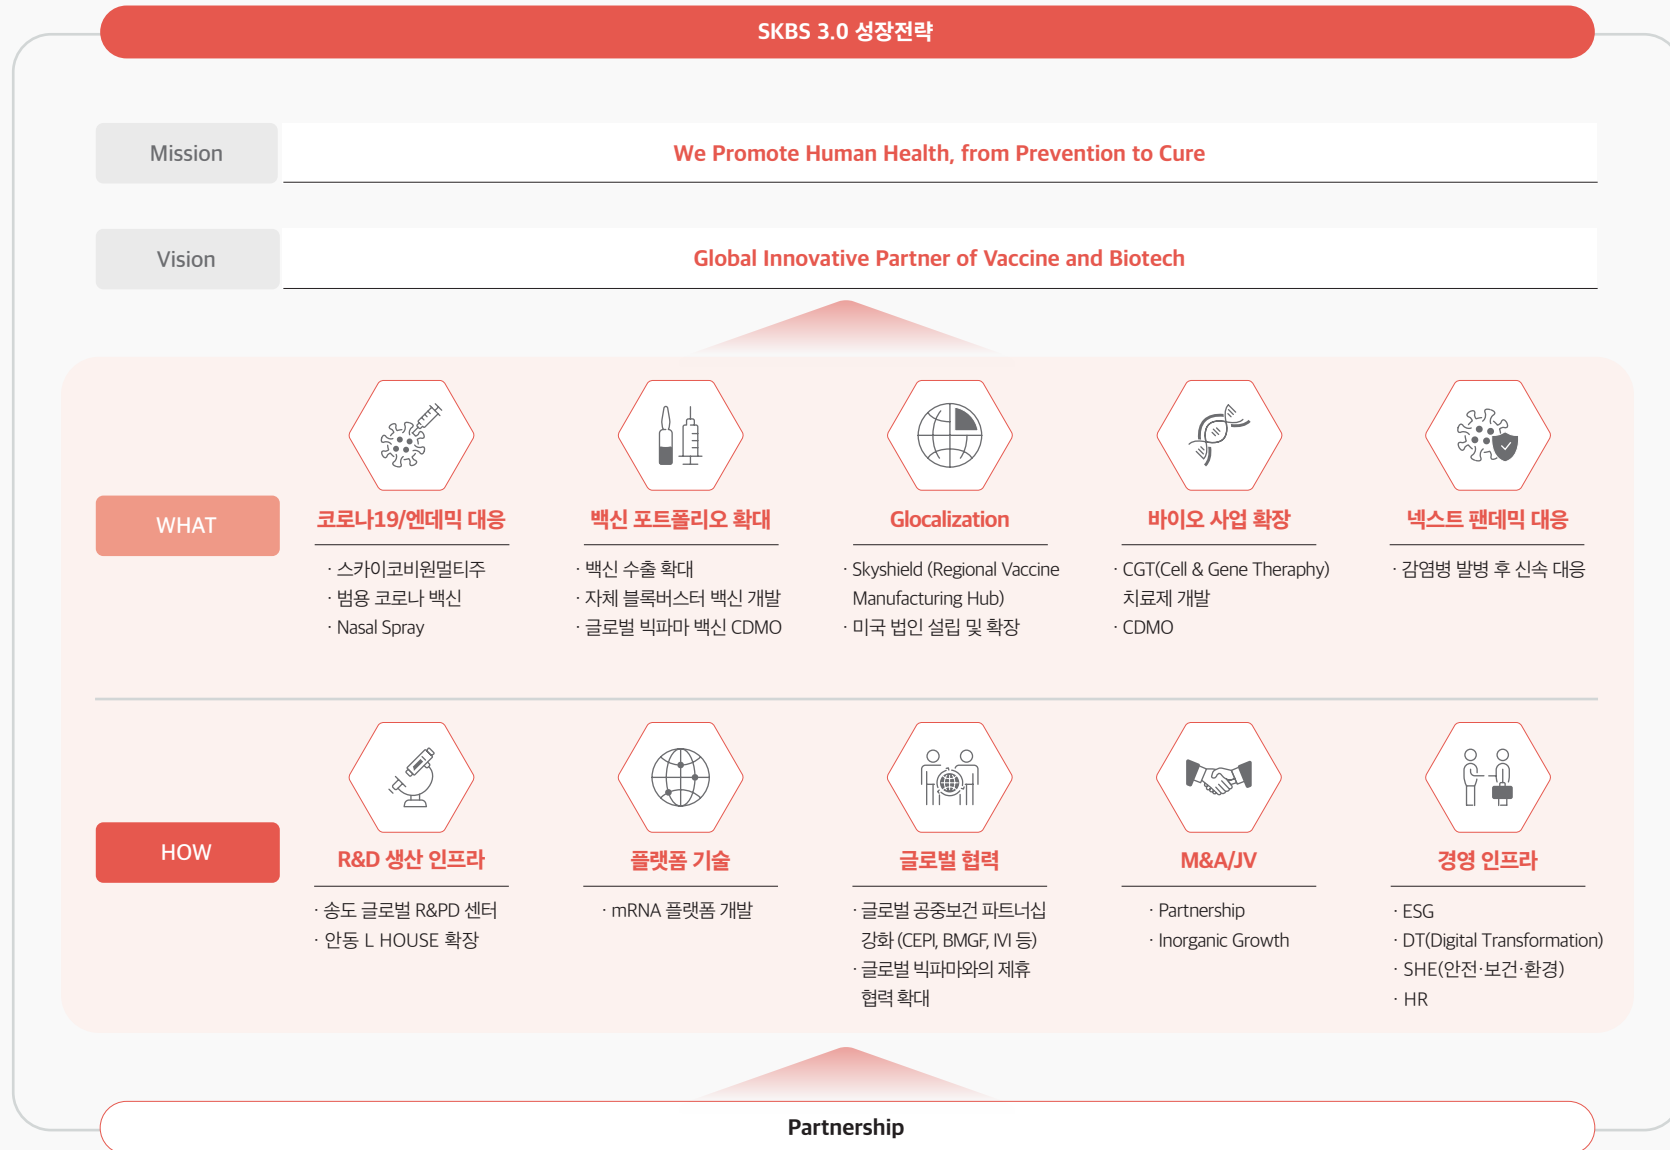 SKBS 3.0 성장전략
Mission
We Promote Human Health, from Prevention to Cure
Vision
Global Innovative Partner of Vaccine and Biotech
WHAT
코로나19/엔데믹 대응
· 스카이코비원멀티주
· 범용 코로나 백신
· Nasal Spray
백신 포트폴리오 확대
· 백신 수출 확대
· 자체 블록버스터 백신 개발
· 글로벌 빅파마 백신 CDMO
Glocalization
· Skyshield (Regional Vaccine
Manufacturing Hub)
· 미국 법인 설립 및 확장
바이오 사업 확장
· CGT(Cell & Gene Theraphy)
치료제 개발
· CDMO
넥스트 팬데믹 대응
· 감염병 발병 후 신속 대응
HOW
R&D 생산 인프라
· 송도 글로벌 R&PD 센터
· 안동 L HOUSE 확장
플랫폼 기술
· mRNA 플랫폼 개발
글로벌 협력
· 글로벌 공중보건 파트너십
강화 (CEPI, BMGF, IVI 등)
· 글로벌 빅파마와의 제휴
협력 확대
M&A/JV
· Partnership
· Inorganic Growth
경영 인프라
· ESG
· DT(Digital Transformation)
· SHE(안전·보건·환경)
· HR
Partnership